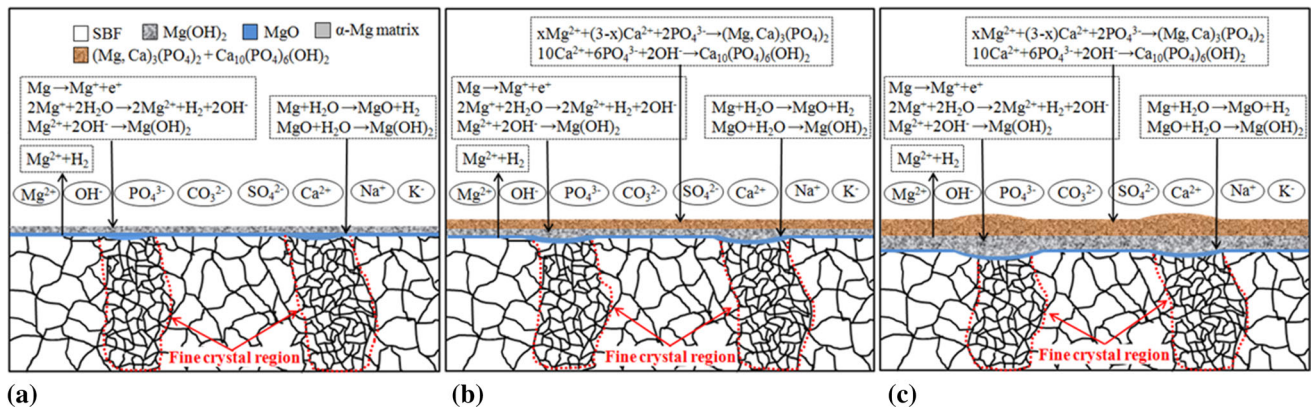 SBF Mg(OH)₂ MgO α-Mg matrix
(Mg, Ca)₃(PO₄)₂ + Ca₁₀(PO₄)₆(OH)₂
Mg→Mg⁺+e⁺
2Mg⁺+2H₂O→2Mg²⁺+H₂+2OH⁻
Mg²⁺+2OH⁻→Mg(OH)₂
Mg+H₂O→MgO+H₂
MgO+H₂O→Mg(OH)₂
Mg²⁺+H₂
Mg²⁺ OH⁻ PO₄³⁻ CO₃²⁻ SO₄²⁻ Ca²⁺ Na⁺ K⁻
Fine crystal region
(a)
xMg²⁺+(3-x)Ca²⁺+2PO₄³⁻→(Mg, Ca)₃(PO₄)₂
10Ca²⁺+6PO₄³⁻+2OH⁻→Ca₁₀(PO₄)₆(OH)₂
Mg→Mg⁺+e⁺
2Mg⁺+2H₂O→2Mg²⁺+H₂+2OH⁻
Mg²⁺+2OH⁻→Mg(OH)₂
Mg+H₂O→MgO+H₂
MgO+H₂O→Mg(OH)₂
Mg²⁺+H₂
Mg²⁺ OH⁻ PO₄³⁻ CO₃²⁻ SO₄²⁻ Ca²⁺ Na⁺ K⁻
Fine crystal region
(b)
xMg²⁺+(3-x)Ca²⁺+2PO₄³⁻→(Mg, Ca)₃(PO₄)₂
10Ca²⁺+6PO₄³⁻+2OH⁻→Ca₁₀(PO₄)₆(OH)₂
Mg→Mg⁺+e⁺
2Mg⁺+2H₂O→2Mg²⁺+H₂+2OH⁻
Mg²⁺+2OH⁻→Mg(OH)₂
Mg+H₂O→MgO+H₂
MgO+H₂O→Mg(OH)₂
Mg²⁺+H₂
Mg²⁺ OH⁻ PO₄³⁻ CO₃²⁻ SO₄²⁻ Ca²⁺ Na⁺ K⁻
Fine crystal region
(c)